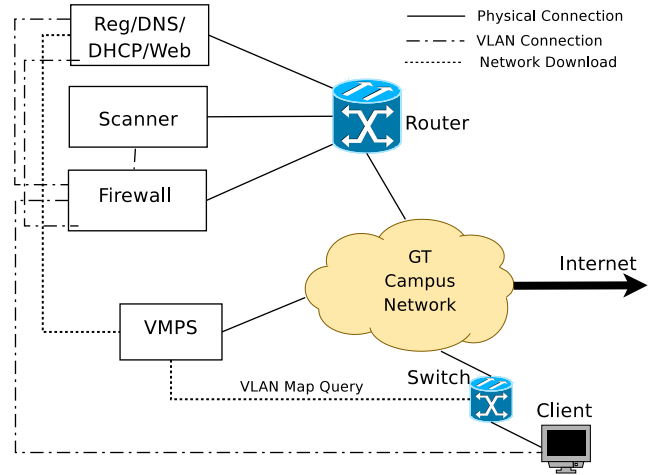 Reg/DNS/
DHCP/Web
Physical Connection
VLAN Connection
Network Download
Scanner
Router
Firewall
GT
Campus
Network
Internet
VMPS
VLAN Map Query
Switch
Client